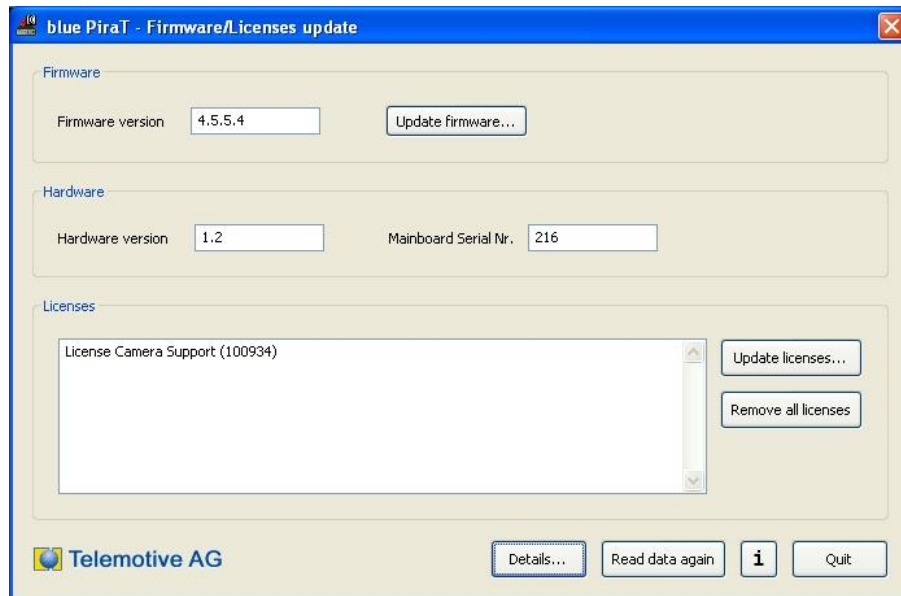 blue PiraT - Firmware/Licenses update
Firmware
Firmware version 4.5.5.4 Update firmware...
Hardware
Hardware version 1.2 Mainboard Serial Nr. 216
Licenses
License Camera Support (100934)
Update licenses...
Remove all licenses
Telemotive AG Details... Read data again i Quit